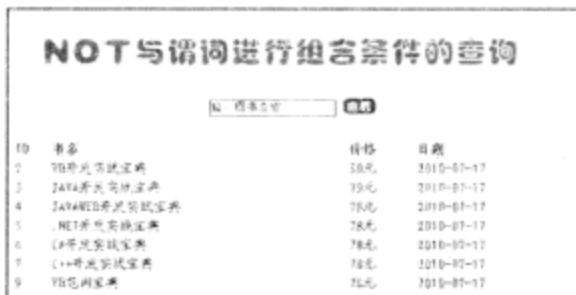 NOT与谓词进行组合条件的查询
查询
ID 书名 价格 日期
2 VB开发实战宝典 2010-07-17
3 JAVA开发实战宝典 79元 2010-07-17
4 JAVAWEB开发实战宝典 78元 2010-07-17
5 .NET开发实战宝典 78元 2010-07-17
6 C#开发实战宝典 78元 2010-07-17
7 C++开发实战宝典 78元 2010-07-17
9 VB范例宝典 2010-07-17